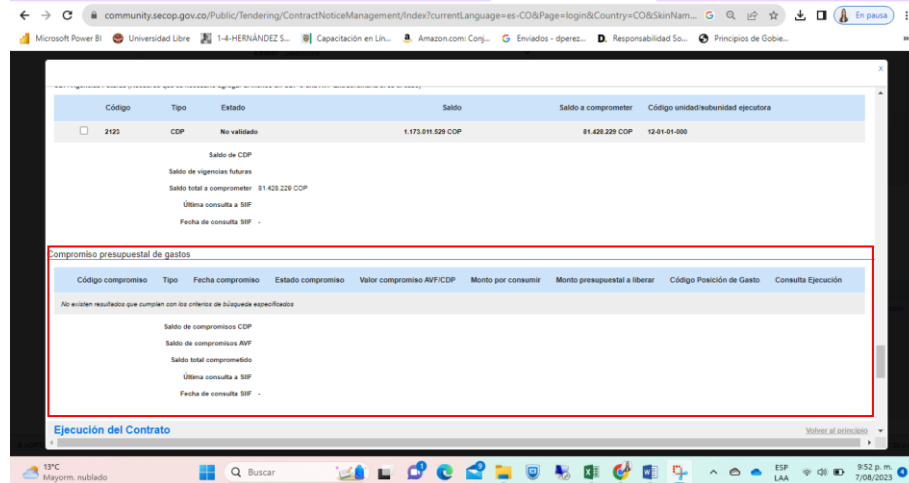 community.secop.gov.co/Public/Tendering/ContractNoticeManagement/Index?currentLanguage=es-CO&Page=login&Country=CO&SkinNam...
En pausa
Microsoft Power BI
Universidad Libre
1-4-HERNÁNDEZ S...
Capacitación en Lín...
Amazon.com: Conj...
Enviados - dperez...
Responsabilidad So...
Principios de Gobie...
x
Código Tipo Estado Saldo Saldo a comprometer Código unidad/subunidad ejecutora
2123 CDP No validado 1.173.011.529 COP 81.428.229 COP 12-01-01-000
Saldo de CDP
Saldo de vigencias futuras
Saldo total a comprometer 81.428.229 COP
Última consulta a SIIF
Fecha de consulta SIIF -
Compromiso presupuestal de gastos
Código compromiso Tipo Fecha compromiso Estado compromiso Valor compromiso AVF/CDP Monto por consumir Monto presupuestal a liberar Código Posición de Gasto Consulta Ejecución
No existen resultados que cumplan con los criterios de búsqueda especificados
Saldo de compromisos CDP
Saldo de compromisos AVF
Saldo total comprometido
Última consulta a SIIF
Fecha de consulta SIIF -
Ejecución del Contrato
Volver al principio
13°C
Mayorm. nublado
Buscar
ESP
LAA
9:52 p. m.
7/08/2023